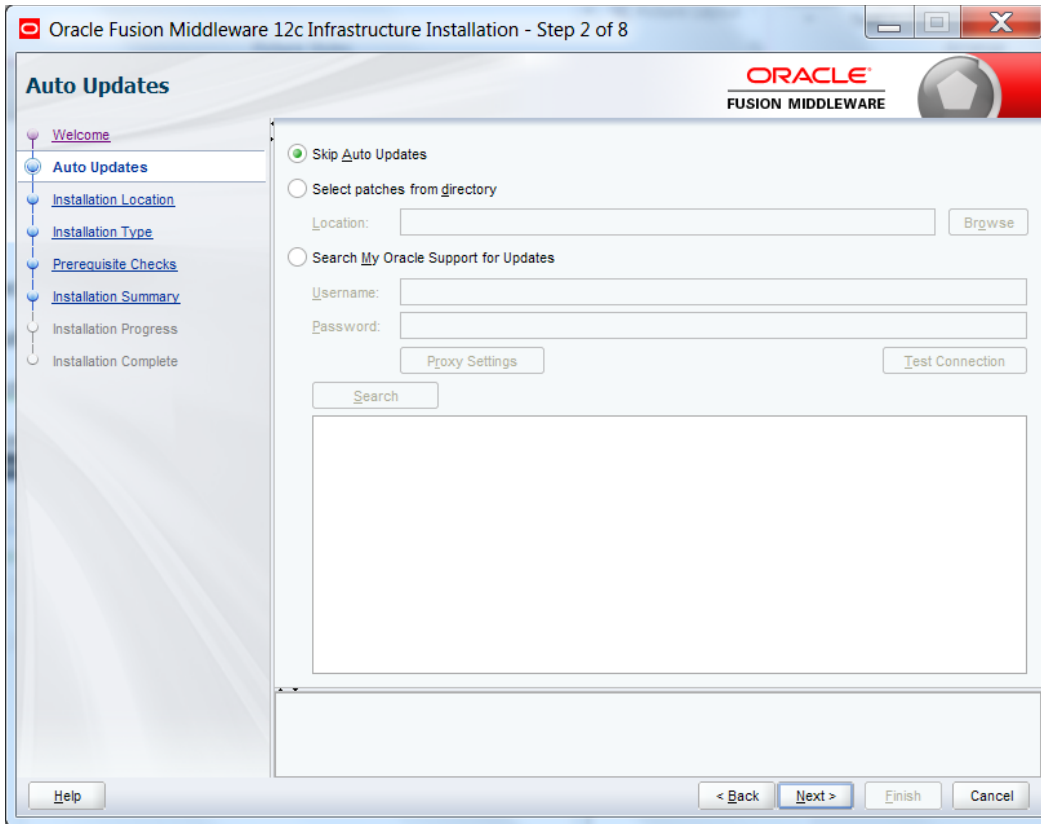 Oracle Fusion Middleware 12c Infrastructure Installation - Step 2 of 8
Auto Updates
ORACLE
FUSION MIDDLEWARE
Welcome
Auto Updates
Installation Location
Installation Type
Prerequisite Checks
Installation Summary
Installation Progress
Installation Complete
Skip Auto Updates
Select patches from directory
Location:
Browse
Search My Oracle Support for Updates
Username:
Password:
Proxy Settings
Test Connection
Search
Help
< Back
Next >
Finish
Cancel